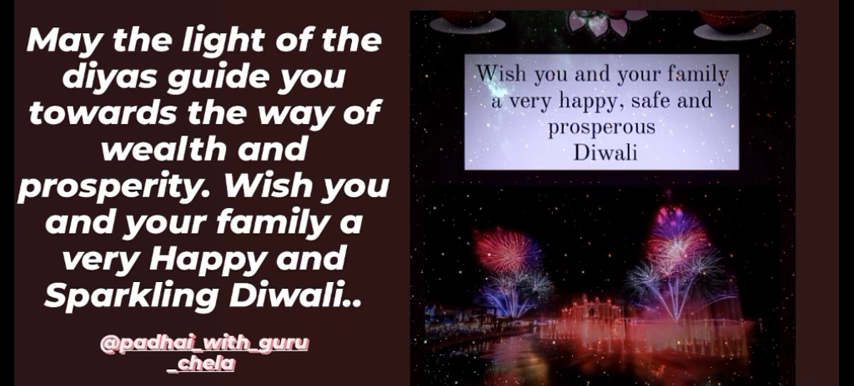 May the light of the
diyas guide you
towards the way of
wealth and
prosperity. Wish you
and your family a
very Happy and
Sparkling Diwali..
@padhai_with_guru
_chela
Wish you and your family
a very happy, safe and
prosperous
Diwali